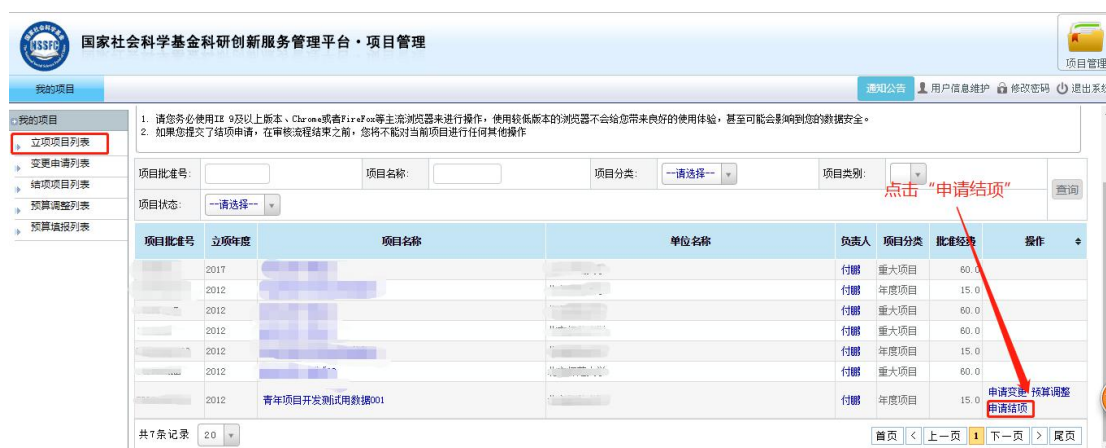 NSSFC
国家社会科学基金科研创新服务管理平台·项目管理
项目管理
我的项目
通知公告 用户信息维护 修改密码 退出系统
我的项目
立项项目列表
变更申请列表
结项项目列表
预算调整列表
预算填报列表
1. 请您务必使用IE 9及以上版本、Chrome或者FireFox等主流浏览器来进行操作，使用较低版本的浏览器不会给您带来良好的使用体验，甚至可能会影响到您的数据安全。
2. 如果您提交了结项申请，在审核流程结束之前，您将不能对当前项目进行任何其他操作
项目批准号: 项目名称: 项目分类: --请选择-- 项目类别:
点击“申请结项”
查询
项目状态: --请选择--
项目批准号 立项年度 项目名称 单位名称 负责人 项目分类 批准经费 操作
2017 付鹏 重大项目 60.0
2012 付鹏 年度项目 15.0
2012 付鹏 重大项目 60.0
2012 付鹏 重大项目 60.0
2012 付鹏 年度项目 15.0
2012 付鹏 重大项目 60.0
2012 青年项目开发测试用数据001 付鹏 年度项目 15.0 申请变更 预算调整
申请结项
共7条记录 20 首页 < 上一页 1 下一页 > 尾页